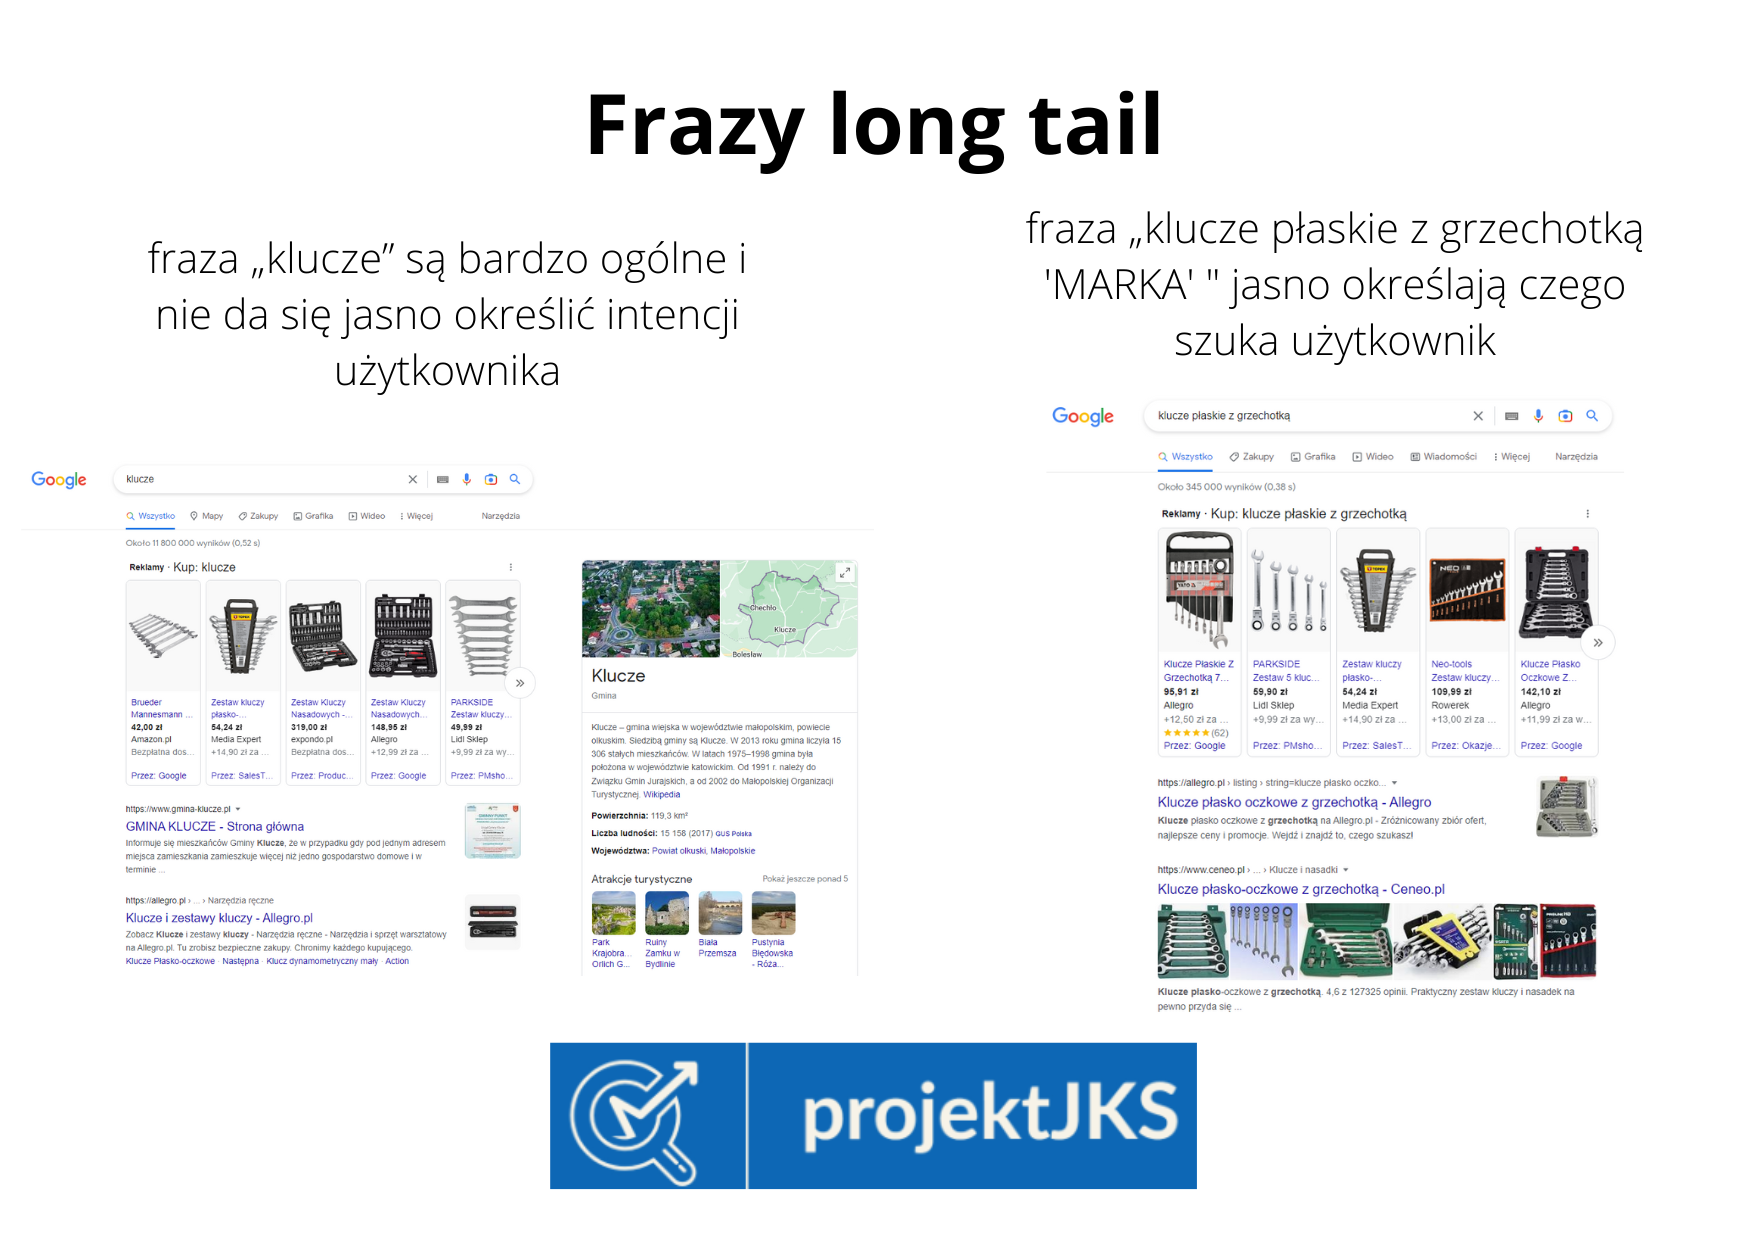 Frazy long tail
fraza „klucze” są bardzo ogólne i
nie da się jasno określić intencji
użytkownika
Google
klucze
Wszystko
Mapy
Zakupy
Grafika
Wideo
Więcej
Narzędzia
Około 11 800 000 wyników (0,52 s)
Reklamy · Kup: klucze
Brueder
Mannesmann ...
42,00 zł
Amazon.pl
Bezpłatna dos...
Przez: Google
Zestaw kluczy
płasko-...
54,24 zł
Media Expert
+14,90 zł za ...
Przez: SalesT...
Zestaw Kluczy
Nasadowych -...
319,00 zł
expondo.pl
Bezpłatna dos...
Przez: Produc...
Zestaw Kluczy
Nasadowych...
148,95 zł
Allegro
+12,99 zł za ...
Przez: Google
PARKSIDE
Zestaw kluczy...
49,99 zł
Lidl Sklep
+9,99 zł za wy...
Przez: PMsho...
https://www.gmina-klucze.pl
GMINA KLUCZE - Strona główna
Informuje się mieszkańców Gminy Klucze, że w przypadku gdy pod jednym adresem
miejsca zamieszkania zamieszkuje więcej niż jedno gospodarstwo domowe i w
terminie ...
https://allegro.pl › ... › Narzędzia ręczne
Klucze i zestawy kluczy - Allegro.pl
Zobacz Klucze i zestawy kluczy - Narzędzia ręczne - Narzędzia i sprzęt warsztatowy
na Allegro.pl. Tu zrobisz bezpieczne zakupy. Chronimy każdego kupującego.
Klucze Płasko-oczkowe · Następna · Klucz dynamometryczny mały · Action
Chechło
Klucze
Bolesław
Klucze
Gmina
Klucze – gmina wiejska w województwie małopolskim, powiecie
olkuskim. Siedzibą gminy są Klucze. W 2013 roku gmina liczyła 15
306 stałych mieszkańców. W latach 1975–1998 gmina była
położona w województwie katowickim. Od 1991 r. należy do
Związku Gmin Jurajskich, a od 2002 do Małopolskiej Organizacji
Turystycznej. Wikipedia
Powierzchnia: 119,3 km²
Liczba ludności: 15 158 (2017) GUS Polska
Województwa: Powiat olkuski, Małopolskie
Atrakcje turystyczne
Pokaż jeszcze ponad 5
Park
Krajobra...
Orlich G...
Ruiny
Zamku w
Bydlinie
Biała
Przemsza
Pustynia
Błędowska
- Róża...
fraza „klucze płaskie z grzechotką
'MARKA' " jasno określają czego
szuka użytkownik
Google
klucze płaskie z grzechotką
Wszystko
Zakupy
Grafika
Wideo
Wiadomości
Więcej
Narzędzia
Około 345 000 wyników (0,38 s)
Reklamy · Kup: klucze płaskie z grzechotką
YATO
TOPEX
NEO
Klucze Płaskie Z
Grzechotką 7...
95,91 zł
Allegro
+12,50 zł za ...
(62)
Przez: Google
PARKSIDE
Zestaw 5 kluc...
59,90 zł
Lidl Sklep
+9,99 zł za wy...
Przez: PMsho...
Zestaw kluczy
płasko-...
54,24 zł
Media Expert
+14,90 zł za ...
Przez: SalesT...
Neo-tools
Zestaw kluczy...
109,99 zł
Rowerek
+13,00 zł za ...
Przez: Okazje...
Klucze Płasko
Oczkowe Z...
142,10 zł
Allegro
+11,99 zł za w...
Przez: Google
https://allegro.pl › listing › string=klucze płasko oczko...
Klucze płasko oczkowe z grzechotką - Allegro
Klucze płasko oczkowe z grzechotką na Allegro.pl - Zróżnicowany zbiór ofert,
najlepsze ceny i promocje. Wejdź i znajdź to, czego szukasz!
https://www.ceneo.pl › ... › Klucze i nasadki
Klucze płasko-oczkowe z grzechotką - Ceneo.pl
Klucze płasko-oczkowe z grzechotką. 4,6 z 127325 opinii. Praktyczny zestaw kluczy i nasadek na
pewno przyda się ...
projektJKS